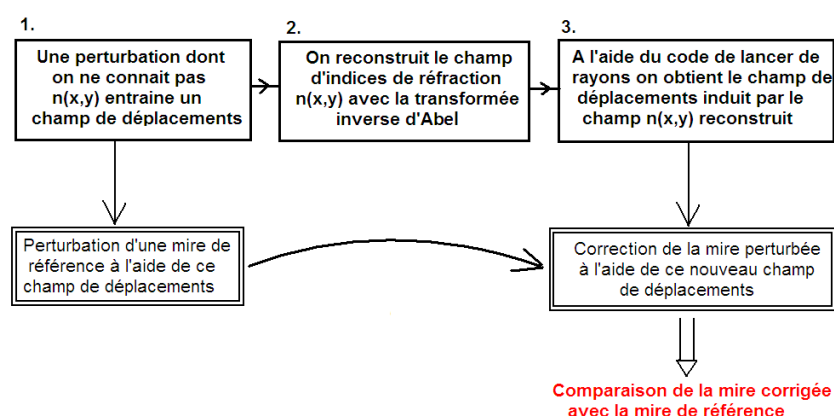 1.
Une perturbation dont
on ne connait pas
n(x,y) entraine un
champ de déplacements
2.
On reconstruit le champ
d'indices de réfraction
n(x,y) avec la transformée
inverse d'Abel
3.
A l'aide du code de lancer de
rayons on obtient le champ de
déplacements induit par le
champ n(x,y) reconstruit
Perturbation d'une mire de
référence à l'aide de ce
champ de déplacements
Correction de la mire perturbée
à l'aide de ce nouveau champ
de déplacements
Comparaison de la mire corrigée
avec la mire de référence